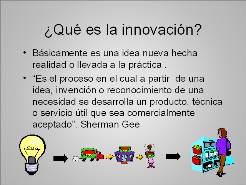 ¿Qué es la innovación?
• Básicamente es una idea nueva hecha
realidad o llevada a la práctica .
• “Es el proceso en el cual a partir de una
idea, invención o reconocimiento de una
necesidad se desarrolla un producto, técnica
o servicio útil que sea comercialmente
aceptado”. Sherman Gee